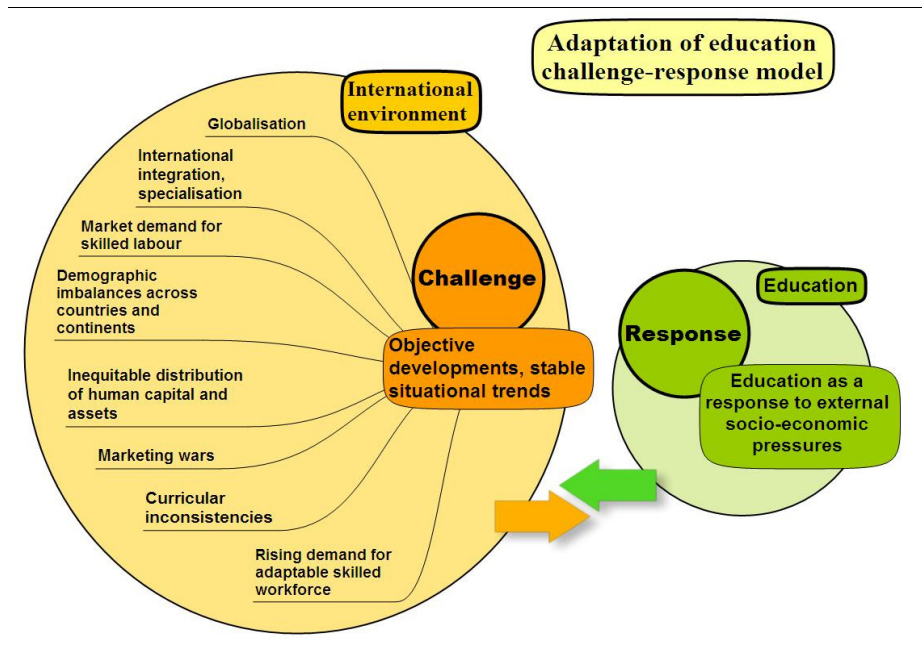 Adaptation of education
challenge-response model
International
environment
Globalisation
International
integration,
specialisation
Market demand for
skilled labour
Demographic
imbalances across
countries and
continents
Inequitable distribution
of human capital and
assets
Marketing wars
Curricular
inconsistencies
Rising demand for
adaptable skilled
workforce
Challenge
Objective
developments, stable
situational trends
Education
Response
Education as a
response to external
socio-economic
pressures